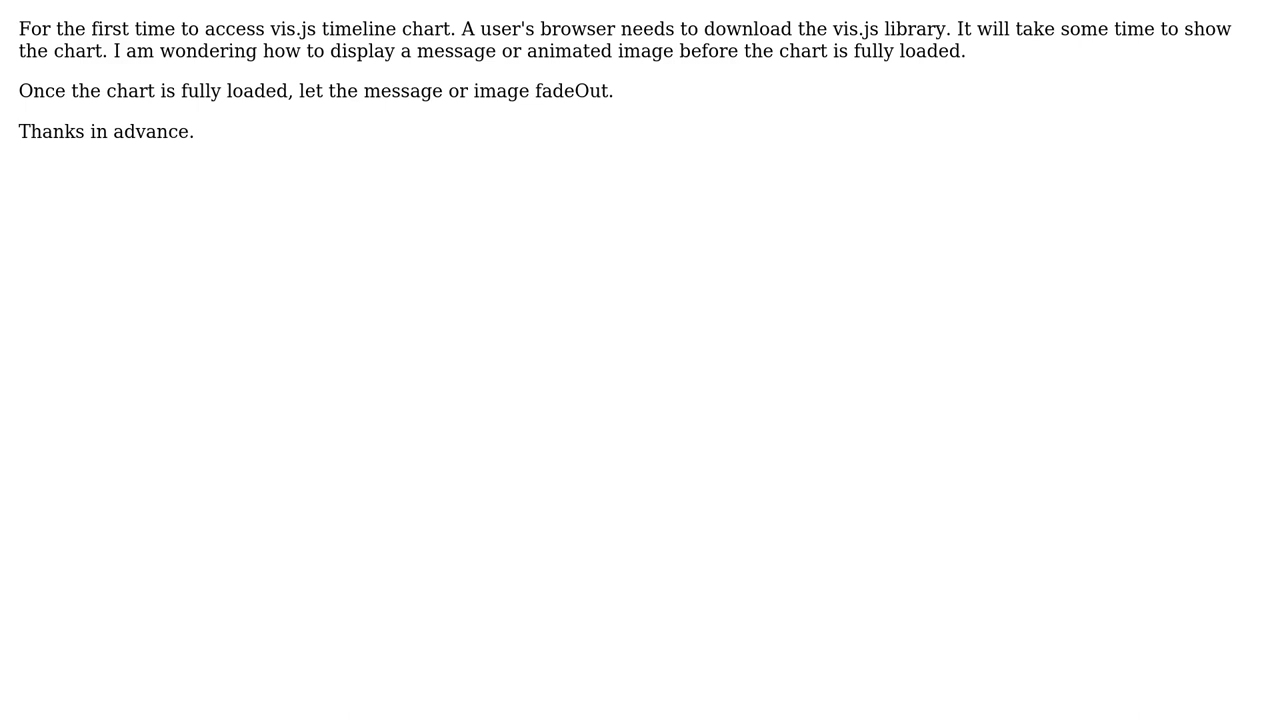 For the first time to access vis.js timeline chart. A user's browser needs to download the vis.js library. It will take some time to show
the chart. I am wondering how to display a message or animated image before the chart is fully loaded.
Once the chart is fully loaded, let the message or image fadeOut.
Thanks in advance.